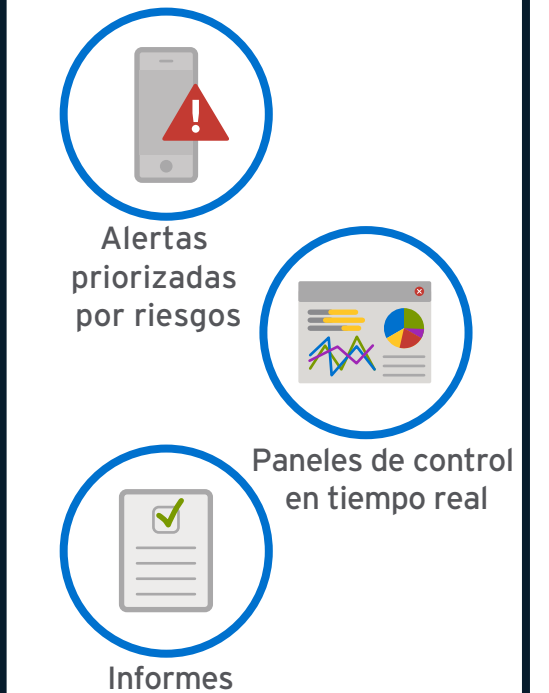 Alertas
priorizadas
por riesgos
Paneles de control
en tiempo real
Informes